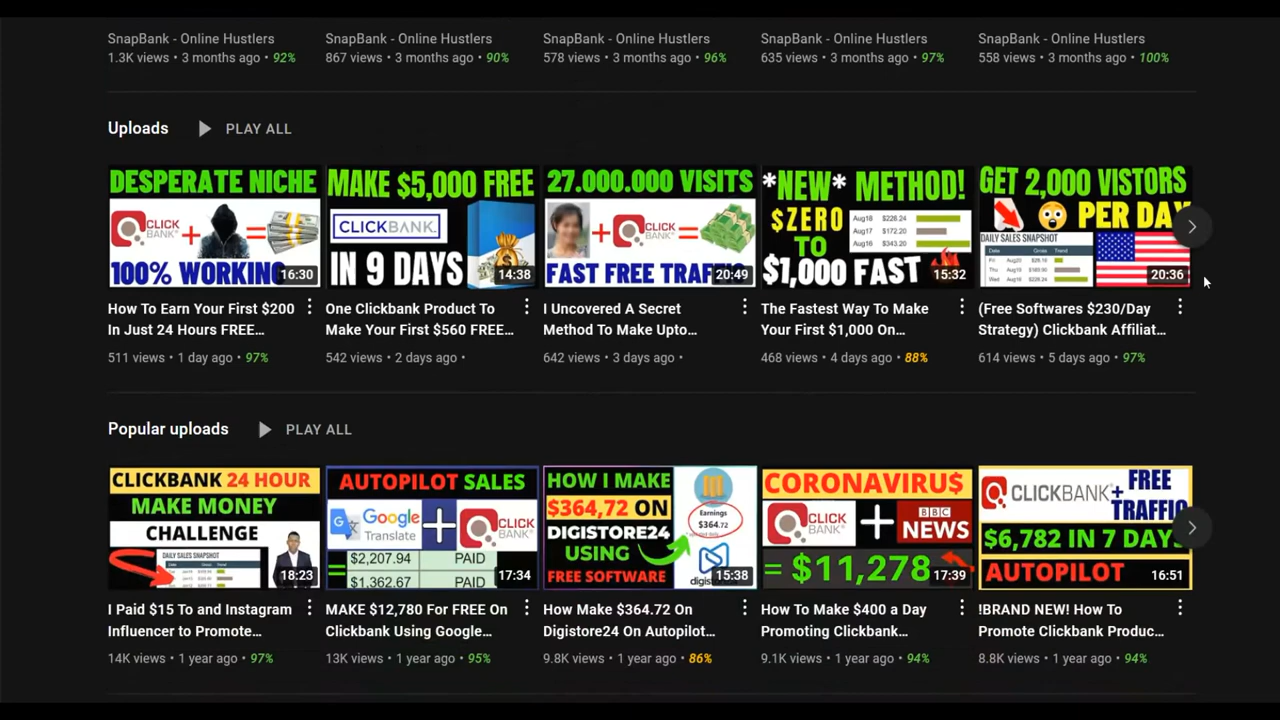 SnapBank - Online Hustlers
1.3K views • 3 months ago • 92%
SnapBank - Online Hustlers
867 views • 3 months ago • 90%
SnapBank - Online Hustlers
578 views • 3 months ago • 96%
SnapBank - Online Hustlers
635 views • 3 months ago • 97%
SnapBank - Online Hustlers
558 views • 3 months ago • 100%
Uploads
PLAY ALL
DESPERATE NICHE
CLICK
BANK
100% WORKING
16:30
How To Earn Your First $200
In Just 24 Hours FREE...
511 views • 1 day ago • 97%
MAKE $5,000 FREE
CLICKBANK
IN 9 DAYS
14:38
One Clickbank Product To
Make Your First $560 FREE...
542 views • 2 days ago •
27.000.000 VISITS
CLICK
BANK
FAST FREE TRAFFIC
20:49
I Uncovered A Secret
Method To Make Upto...
642 views • 3 days ago •
*NEW* METHOD!
$ZERO
TO
$1,000 FAST
Aug18 $228.24
Aug17 $172.20
Aug16 $343.20
15:32
The Fastest Way To Make
Your First $1,000 On...
468 views • 4 days ago • 88%
GET 2,000 VISTORS
PER DAY
DAILY SALES SNAPSHOT
20:36
(Free Softwares $230/Day
Strategy) Clickbank Affiliat...
614 views • 5 days ago • 97%
Popular uploads
PLAY ALL
CLICKBANK 24 HOUR
MAKE MONEY
CHALLENGE
DAILY SALES SNAPSHOT
18:23
I Paid $15 To and Instagram
Influencer to Promote...
14K views • 1 year ago • 97%
AUTOPILOT SALES
Google
Translate
CLICK
BANK
$2,207.94 PAID
$1,362.67 PAID
17:34
MAKE $12,780 For FREE On
Clickbank Using Google...
13K views • 1 year ago • 95%
HOW I MAKE
$364,72 ON
DIGISTORE24
USING
FREE SOFTWARE
Earnings
$364.72
digis
15:38
How Make $364.72 On
Digistore24 On Autopilot...
9.8K views • 1 year ago • 86%
CORONAVIRU$
CLICK
BANK
BBC
NEWS
= $11,278
17:39
How To Make $400 a Day
Promoting Clickbank...
9.1K views • 1 year ago • 94%
CLICKBANK
FREE
TRAFFIC
$6,782 IN 7 DAYS
AUTOPILOT
16:51
!BRAND NEW! How To
Promote Clickbank Produc...
8.8K views • 1 year ago • 94%